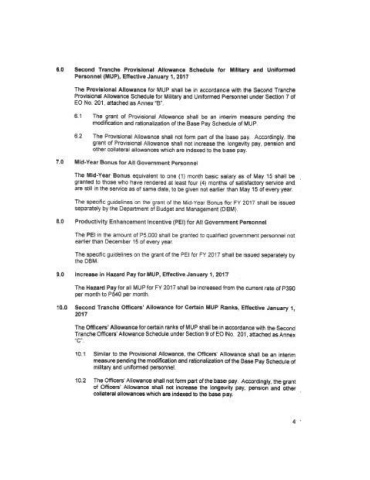 6.0 Second Tranche Provisional Allowance Schedule for Military and Uniformed
Personnel (MUP), Effective January 1, 2017
The Provisional Allowance for MUP shall be in accordance with the Second Tranche
Provisional Allowance Schedule for Military and Uniformed Personnel under Section 7 of
EO No. 201, attached as Annex "B".
6.1 The grant of Provisional Allowance shall be an interim measure pending the
modification and rationalization of the Base Pay Schedule of MUP.
6.2 The Provisional Allowance shall not form part of the base pay. Accordingly, the
grant of Provisional Allowance shall not increase the longevity pay, pension and
other collateral allowances which are indexed to the base pay.
7.0 Mid-Year Bonus for All Government Personnel
The Mid-Year Bonus equivalent to one (1) month basic salary as of May 15 shall be
granted to those who have rendered at least four (4) months of satisfactory service and
are still in the service as of same date, to be given not earlier than May 15 of every year.
The specific guidelines on the grant of the Mid-Year Bonus for FY 2017 shall be issued
separately by the Department of Budget and Management (DBM).
8.0 Productivity Enhancement Incentive (PEI) for All Government Personnel
The PEI in the amount of P5,000 shall be granted to qualified government personnel not
earlier than December 15 of every year.
The specific guidelines on the grant of the PEI for FY 2017 shall be issued separately by
the DBM.
9.0 Increase in Hazard Pay for MUP, Effective January 1, 2017
The Hazard Pay for all MUP for FY 2017 shall be increased from the current rate of P390
per month to P540 per month.
10.0 Second Tranche Officers' Allowance for Certain MUP Ranks, Effective January 1,
2017
The Officers' Allowance for certain ranks of MUP shall be in accordance with the Second
Tranche Officers' Allowance Schedule under Section 9 of EO No. 201, attached as Annex
"C".
10.1 Similar to the Provisional Allowance, the Officers' Allowance shall be an interim
measure pending the modification and rationalization of the Base Pay Schedule of
military and uniformed personnel.
10.2 The Officers' Allowance shall not form part of the base pay. Accordingly, the grant
of Officers' Allowance shall not increase the longevity pay, pension and other
collateral allowances which are indexed to the base pay.
4